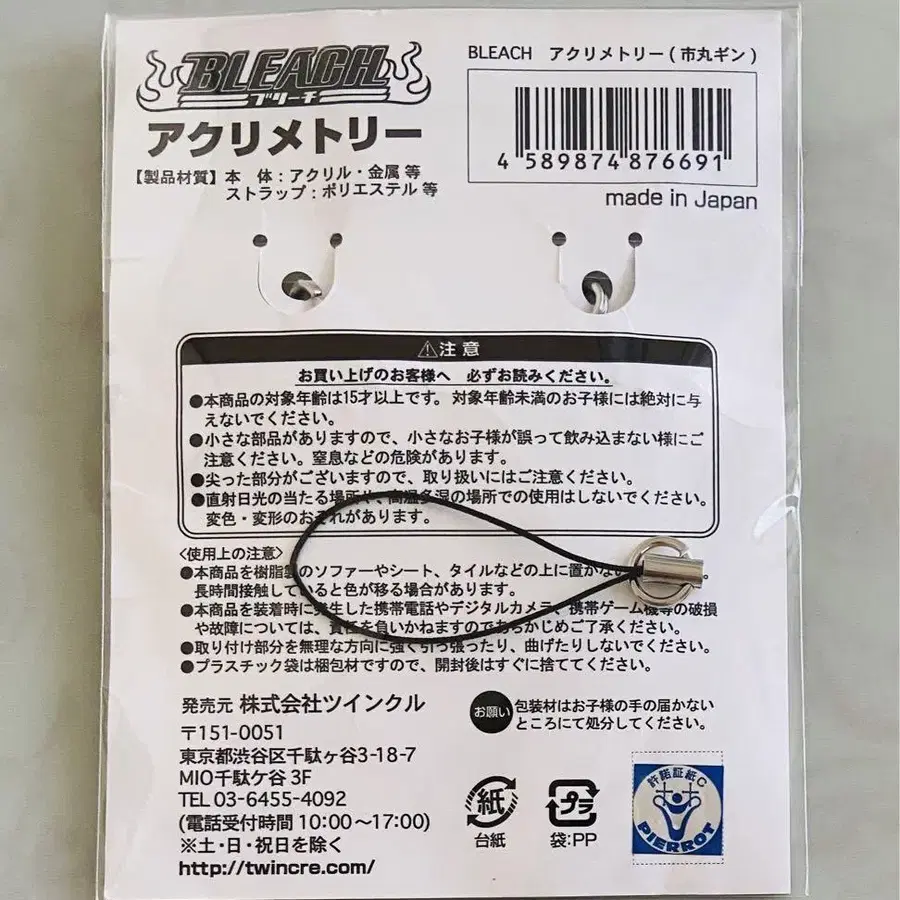 BLEACH
ブリーチ
アクリメトリー
【製品材質】本 体:アクリル・金属 等
ストラップ:ポリエステル 等
BLEACH アクリメトリー(市丸ギン)
4 589874 876691
made in Japan
⚠注 意
お買い上げのお客様へ 必ずお読みください。
●本商品の対象年齢は15才以上です。対象年齢未満のお子様には絶対に与
えないでください。
●小さな部品がありますので、小さなお子様が誤って飲み込まない様にご
注意ください。窒息などの危険があります。
●尖った部分がございますので、取り扱いにはご注意ください。
●直射日光の当たる場所や、高温多湿の場所での使用はしないでください。
変色・変形のおそれがあります。
<使用上の注意>
●本商品を樹脂製のソファーやシート、タイルなどの上に置かない
長時間接触していると色が移る場合があります。
●本商品を装着時に発生した携帯電話やデジタルカメラ、携帯ゲーム機等の破損
や故障については、責任を負いかねますのであらかじめご了承ください。
●取り付け部分を無理な方向に強く引っ張ったり、曲げたりしないでください。
●プラスチック袋は梱包材ですので、開封後はすぐに捨ててください。
発売元 株式会社ツインクル
〒151-0051
東京都渋谷区千駄ヶ谷3-18-7
MIO千駄ケ谷 3F
TEL 03-6455-4092
(電話受付時間 10:00〜17:00)
※土・日・祝日を除く
http://twincre.com/
お願い
包装材はお子様の手の届かない
ところにて処分してください。
紙
台紙
プラ
袋:PP
許諾証紙C
PIERROT